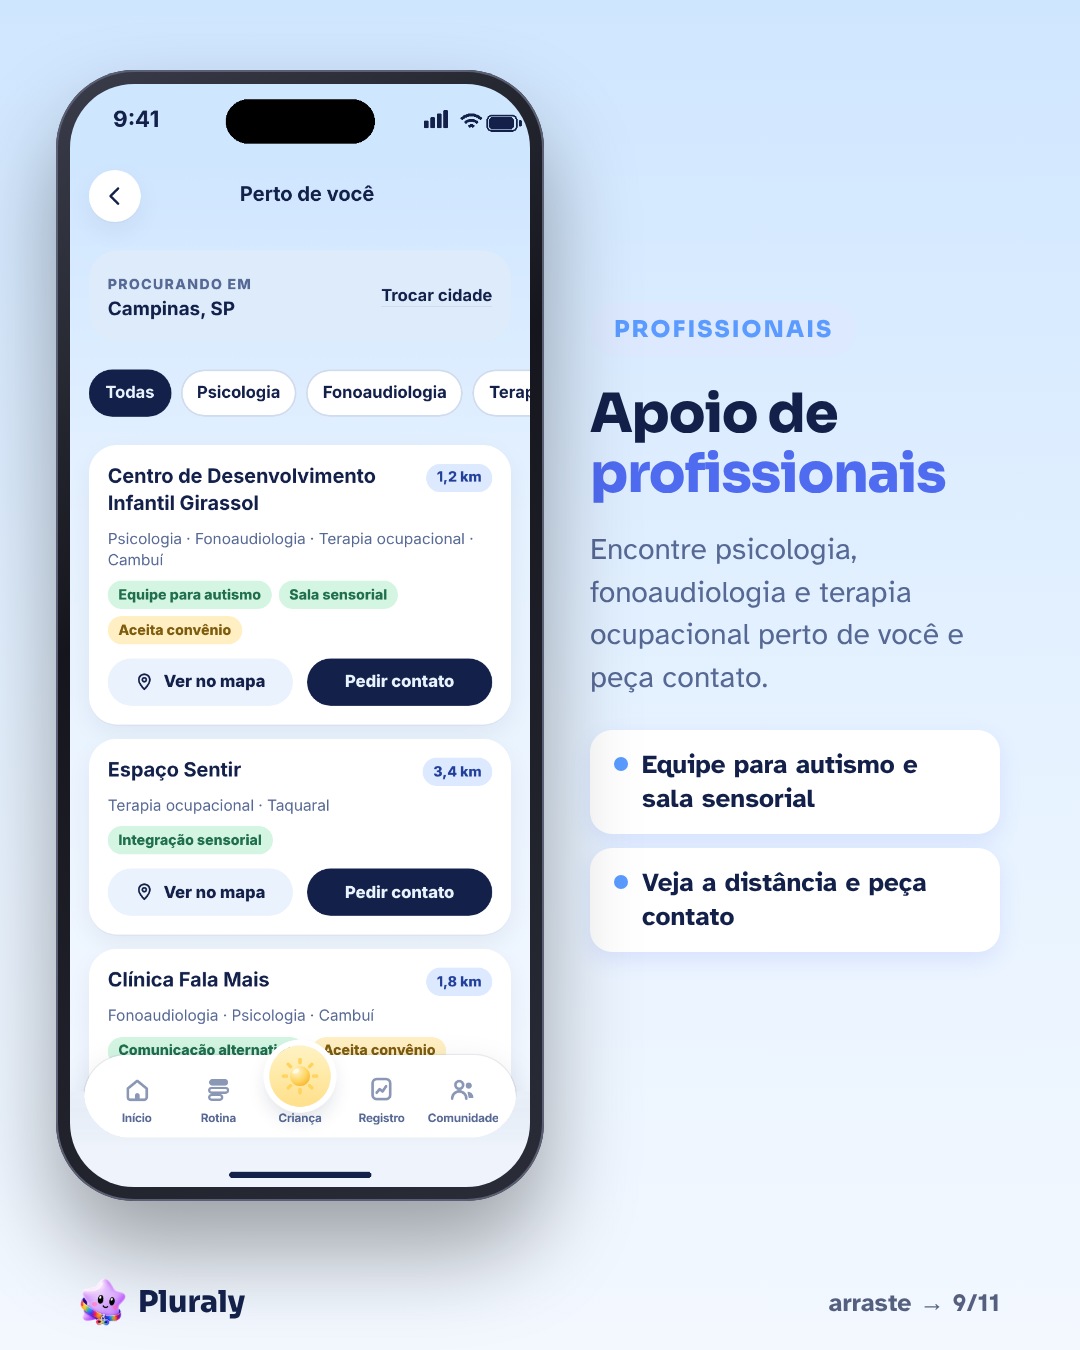 9:41
Perto de você
PROCURANDO EM
Campinas, SP
Trocar cidade
Todas
Psicologia
Fonoaudiologia
Terap
Centro de Desenvolvimento
Infantil Girassol
1,2 km
Psicologia · Fonoaudiologia · Terapia ocupacional ·
Cambuí
Equipe para autismo
Sala sensorial
Aceita convênio
Ver no mapa
Pedir contato
Espaço Sentir
3,4 km
Terapia ocupacional · Taquaral
Integração sensorial
Ver no mapa
Pedir contato
Clínica Fala Mais
1,8 km
Fonoaudiologia · Psicologia · Cambuí
Comunicação alternati
Aceita convênio
Início
Rotina
Criança
Registro
Comunidade
PROFISSIONAIS
Apoio de
profissionais
Encontre psicologia,
fonoaudiologia e terapia
ocupacional perto de você e
peça contato.
Equipe para autismo e
sala sensorial
Veja a distância e peça
contato
Pluraly
arraste → 9/11